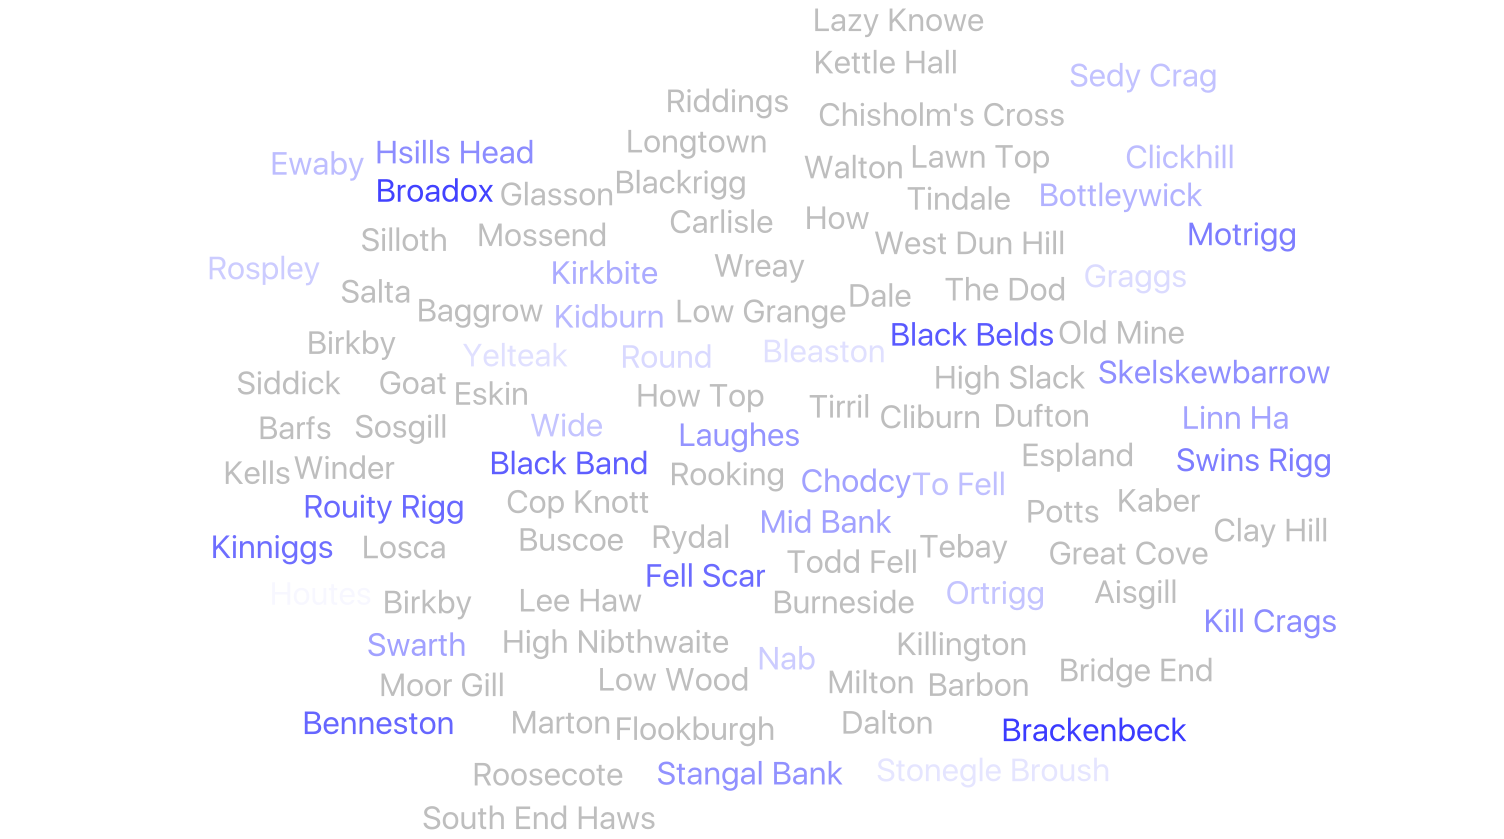 Lazy Knowe
Kettle Hall
Sedy Crag
Riddings
Chisholm's Cross
Longtown
Hsills Head
Ewaby
Walton
Lawn Top
Clickhill
Broadox
Glasson
Blackrigg
Tindale
Bottleywick
Carlisle
How
Silloth
Mossend
West Dun Hill
Motrigg
Rospley
Kirkbite
Wreay
Graggs
Salta
Baggrow
Kidburn
Low Grange
Dale
The Dod
Birkby
Yelteak
Round
Bleaston
Black Belds
Old Mine
Siddick
Goat
Eskin
How Top
High Slack
Skelskewbarrow
Tirril
Cliburn
Dufton
Linn Ha
Barfs
Sosgill
Wide
Laughes
Espland
Swins Rigg
Kells
Winder
Black Band
Rooking
Chodcy
To Fell
Rouity Rigg
Cop Knott
Mid Bank
Potts
Kaber
Clay Hill
Kinniggs
Losca
Buscoe
Rydal
Todd Fell
Tebay
Great Cove
Fell Scar
Houtes
Birkby
Lee Haw
Burneside
Ortrigg
Aisgill
Kill Crags
Swarth
High Nibthwaite
Nab
Killington
Bridge End
Moor Gill
Low Wood
Milton
Barbon
Benneston
Marton
Flookburgh
Dalton
Brackenbeck
Roosecote
Stangal Bank
Stonegle Broush
South End Haws